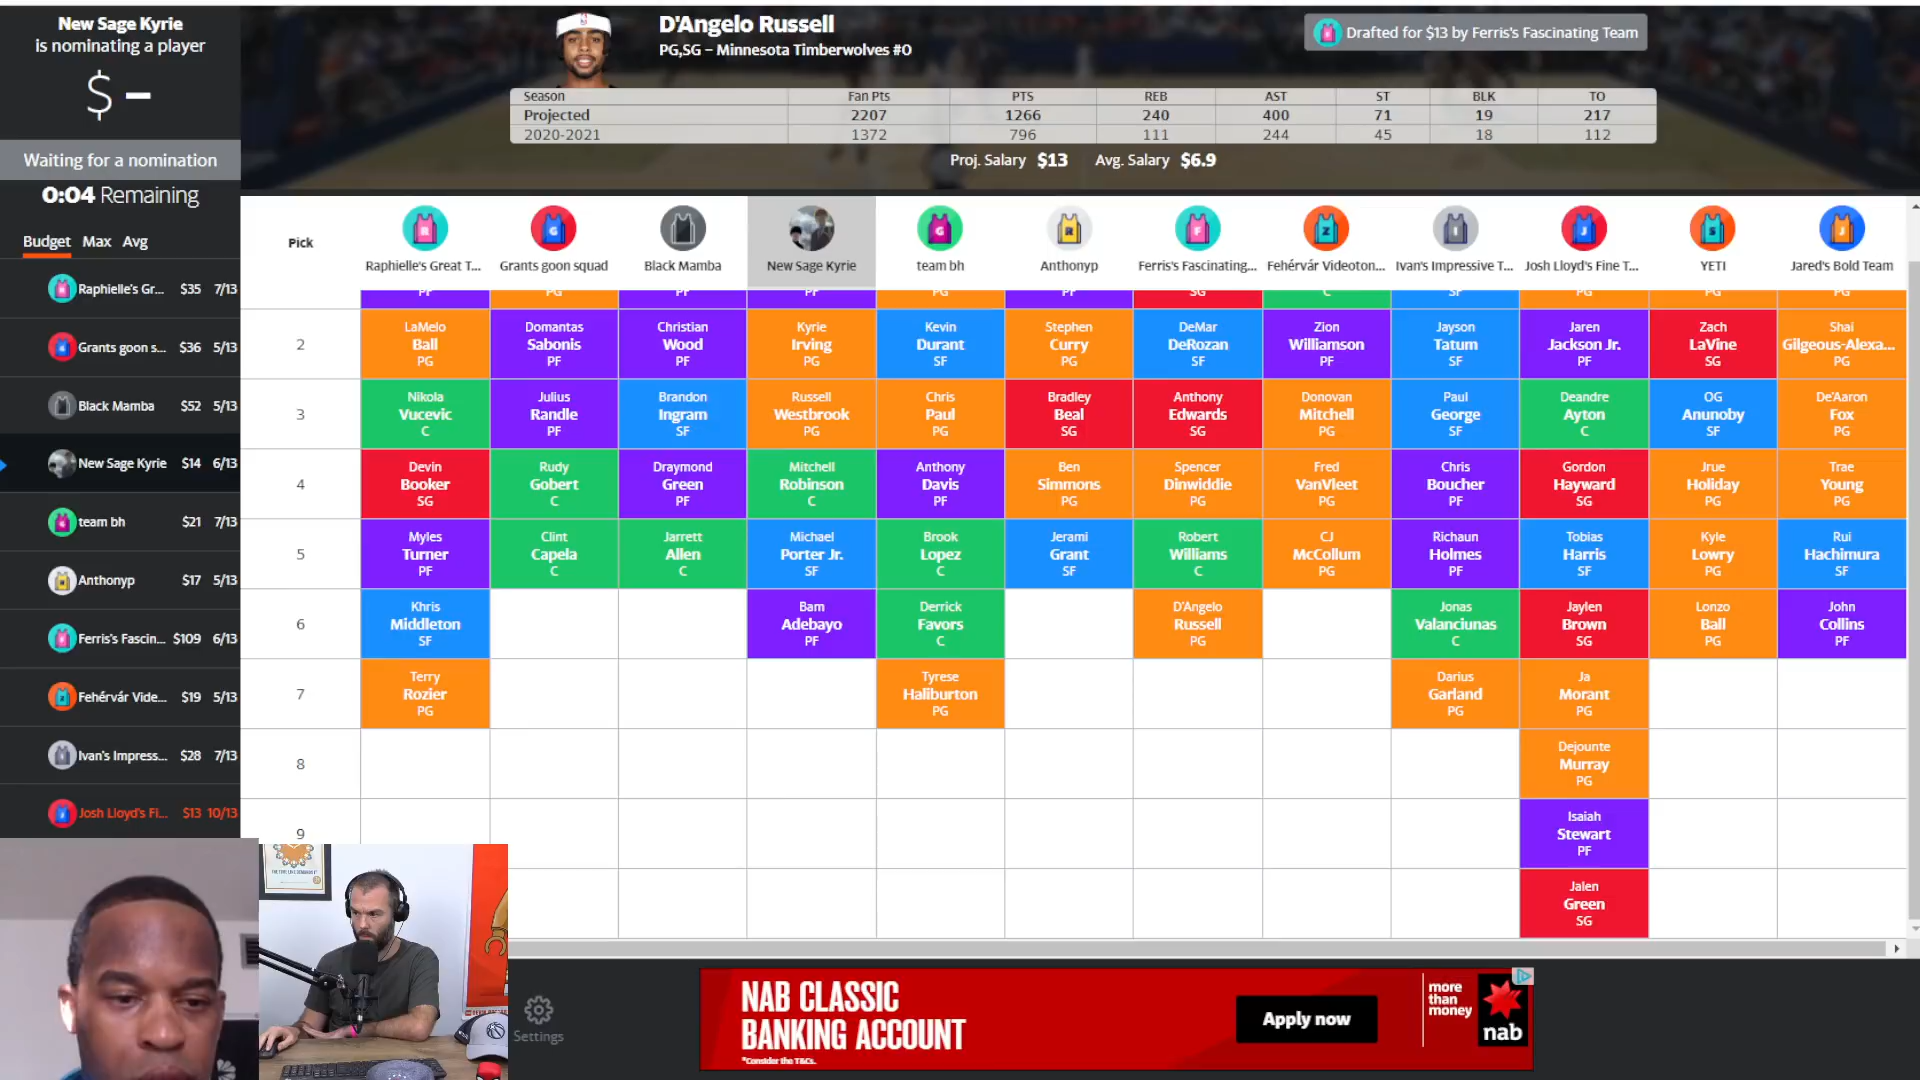 New Sage Kyrie
is nominating a player
$ –
Waiting for a nomination
0:04 Remaining
Budget Max Avg
Raphielle's Gr... $35 7/13
Grants goon s... $36 5/13
Black Mamba $52 5/13
New Sage Kyrie $14 6/13
team bh $21 7/13
Anthonyp $17 5/13
Ferris's Fascin... $109 6/13
Fehérvár Vide... $19 5/13
Ivan's Impress... $28 7/13
Josh Lloyd's Fi... $13 10/13
D'Angelo Russell
PG,SG – Minnesota Timberwolves #0
Drafted for $13 by Ferris's Fascinating Team
Season Fan Pts PTS REB AST ST BLK TO
Projected 2207 1266 240 400 71 19 217
2020-2021 1372 796 111 244 45 18 112
Proj. Salary $13 Avg. Salary $6.9
Pick Raphielle's Great T... Grants goon squad Black Mamba New Sage Kyrie team bh Anthonyp Ferris's Fascinating... Fehérvár Videoton... Ivan's Impressive T... Josh Lloyd's Fine T... YETI Jared's Bold Team
PF PG PF PF PG PF SG C SF PG PG PG
LaMelo Domantas Christian Kyrie Kevin Stephen DeMar Zion Jayson Jaren Zach Shai
2 Ball Sabonis Wood Irving Durant Curry DeRozan Williamson Tatum Jackson Jr. LaVine Gilgeous-Alexa...
PG PF PF PG SF PG SF PF SF PF SG PG
Nikola Julius Brandon Russell Chris Bradley Anthony Donovan Paul Deandre OG De'Aaron
3 Vucevic Randle Ingram Westbrook Paul Beal Edwards Mitchell George Ayton Anunoby Fox
C PF SF PG PG SG SG PG SF C SF PG
Devin Rudy Draymond Mitchell Anthony Ben Spencer Fred Chris Gordon Jrue Trae
4 Booker Gobert Green Robinson Davis Simmons Dinwiddie VanVleet Boucher Hayward Holiday Young
SG C PF C PF PG PG PG PF SG PG PG
Myles Clint Jarrett Michael Brook Jerami Robert CJ Richaun Tobias Kyle Rui
5 Turner Capela Allen Porter Jr. Lopez Grant Williams McCollum Holmes Harris Lowry Hachimura
PF C C SF C SF C PG PF SF PG SF
Khris Bam Derrick D'Angelo Jonas Jaylen Lonzo John
6 Middleton Adebayo Favors Russell Valanciunas Brown Ball Collins
SF PF C PG C SG PG PF
Terry Tyrese Darius Ja
7 Rozier Haliburton Garland Morant
PG PG PG PG
Dejounte
8 Murray
PG
Isaiah
9 Stewart
PF
Jalen
Green
SG
Settings
NAB CLASSIC
BANKING ACCOUNT
*Consider the T&Cs.
Apply now
more
than
money
nab